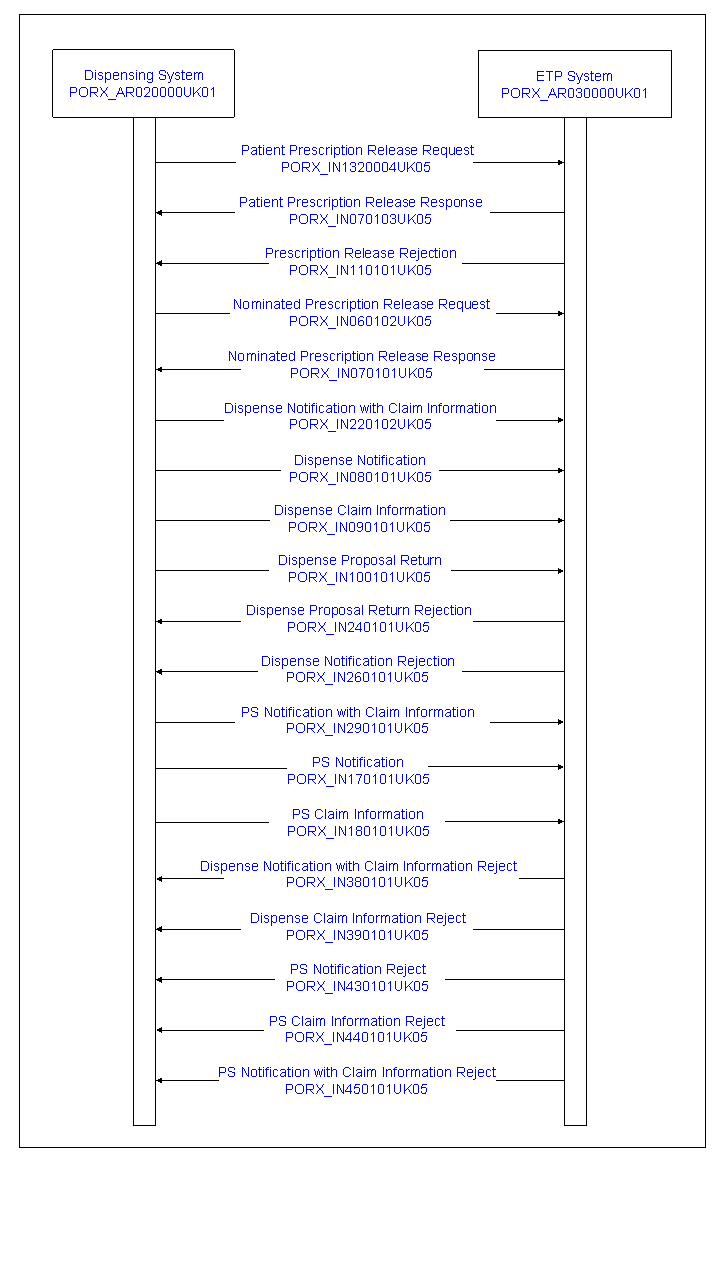 Dispensing System
PORX_AR020000UK01
ETP System
PORX_AR030000UK01
Patient Prescription Release Request
PORX_IN1320004UK05
Patient Prescription Release Response
PORX_IN070103UK05
Prescription Release Rejection
PORX_IN110101UK05
Nominated Prescription Release Request
PORX_IN060102UK05
Nominated Prescription Release Response
PORX_IN070101UK05
Dispense Notification with Claim Information
PORX_IN220102UK05
Dispense Notification
PORX_IN080101UK05
Dispense Claim Information
PORX_IN090101UK05
Dispense Proposal Return
PORX_IN100101UK05
Dispense Proposal Return Rejection
PORX_IN240101UK05
Dispense Notification Rejection
PORX_IN260101UK05
PS Notification with Claim Information
PORX_IN290101UK05
PS Notification
PORX_IN170101UK05
PS Claim Information
PORX_IN180101UK05
Dispense Notification with Claim Information Reject
PORX_IN380101UK05
Dispense Claim Information Reject
PORX_IN390101UK05
PS Notification Reject
PORX_IN430101UK05
PS Claim Information Reject
PORX_IN440101UK05
PS Notification with Claim Information Reject
PORX_IN450101UK05